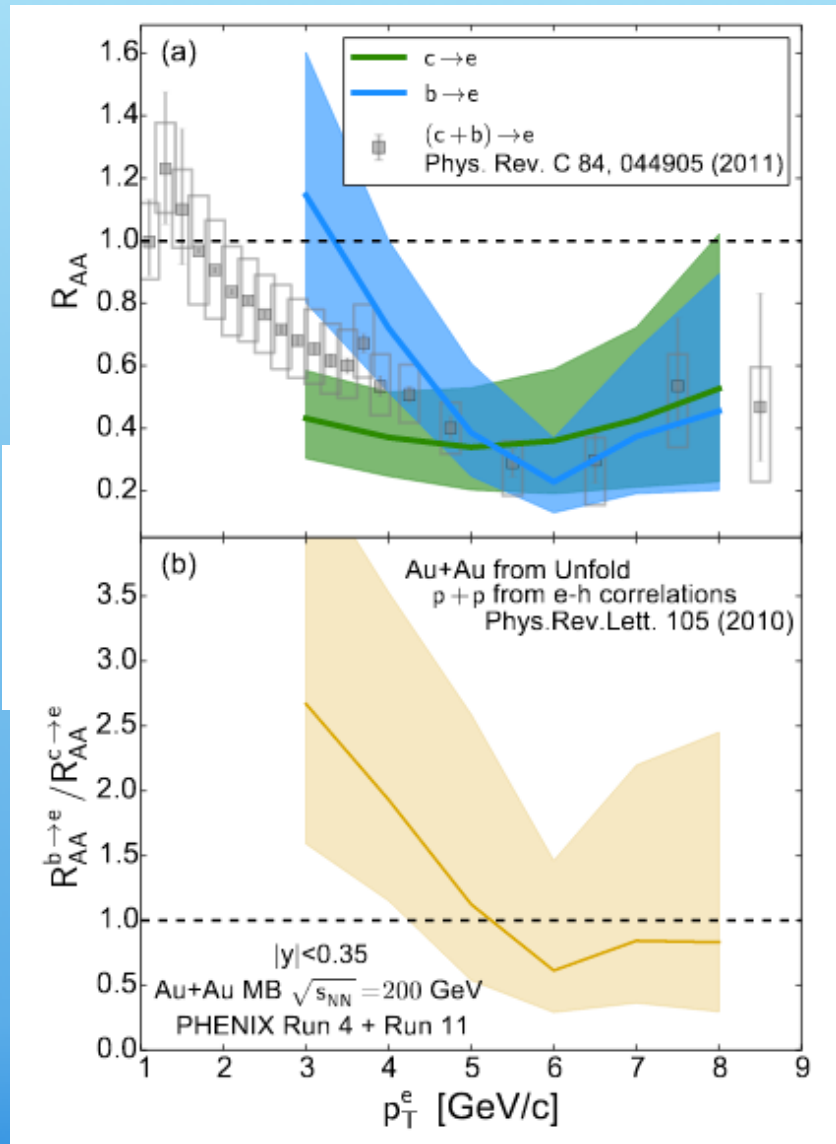 (a)
c→e
b→e
(c+b)→e
Phys. Rev. C 84, 044905 (2011)
1.6
1.4
1.2
1.0
0.8
0.6
0.4
0.2
R_AA
(b)
Au+Au from Unfold
p+p from e-h correlations
Phys.Rev.Lett. 105 (2010)
3.5
3.0
2.5
2.0
1.5
1.0
0.5
0.0
R_AA^{b→e}/R_AA^{c→e}
|y|<0.35
Au+Au MB √s_NN=200 GeV
PHENIX Run 4 + Run 11
1 2 3 4 5 6 7 8 9
p_T^e [GeV/c]